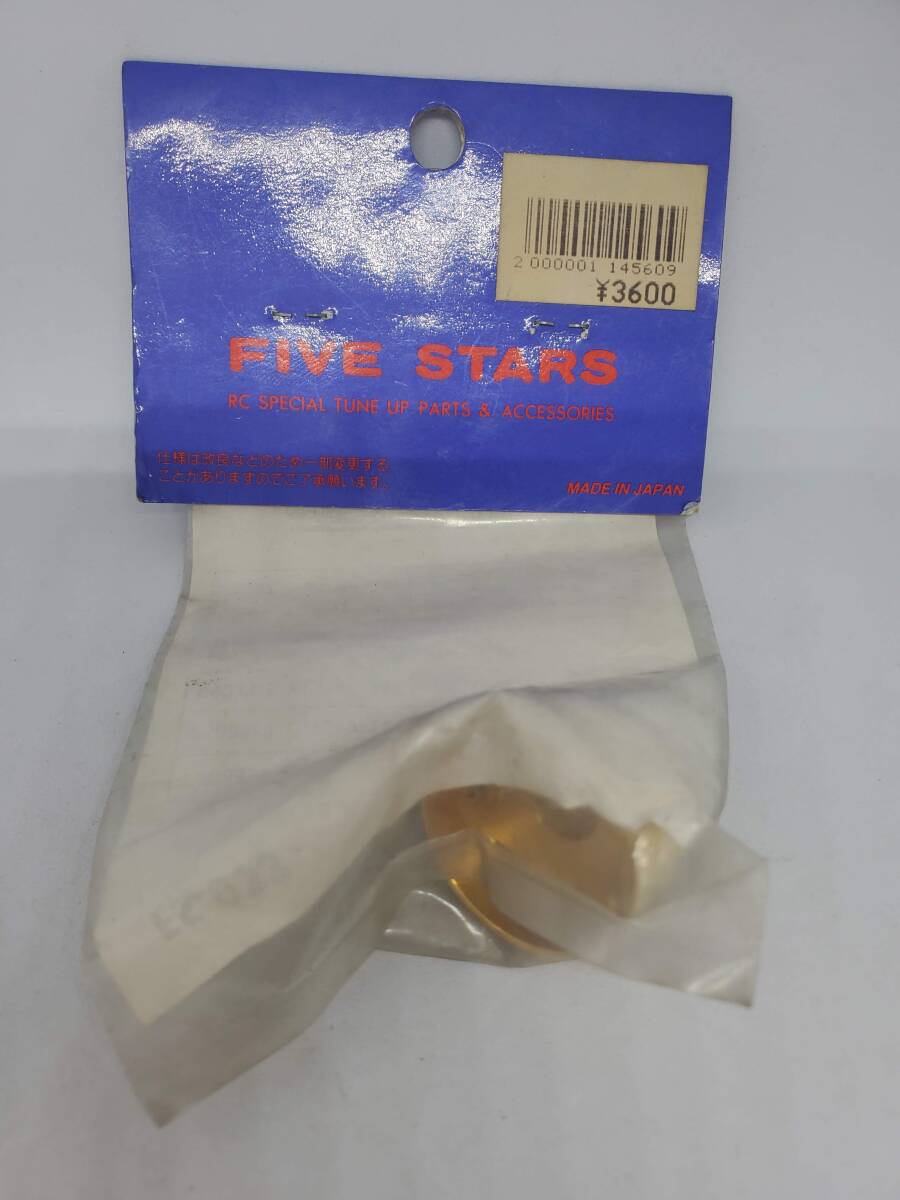 2 000001 145609
¥3600
FIVE STARS
RC SPECIAL TUNE UP PARTS & ACCESSORIES
仕様は改良などのため一部変更する
ことがありますのでご了承願います。
MADE IN JAPAN